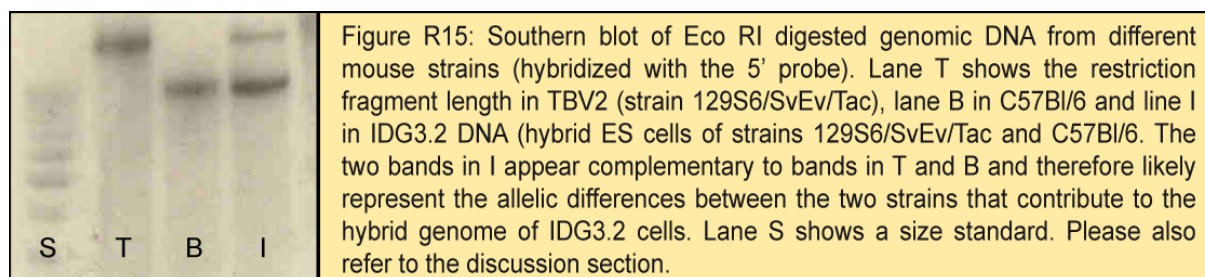 S T B I
Figure R15: Southern blot of Eco RI digested genomic DNA from different
mouse strains (hybridized with the 5' probe). Lane T shows the restriction
fragment length in TBV2 (strain 129S6/SvEv/Tac), lane B in C57Bl/6 and line I
in IDG3.2 DNA (hybrid ES cells of strains 129S6/SvEv/Tac and C57Bl/6. The
two bands in I appear complementary to bands in T and B and therefore likely
represent the allelic differences between the two strains that contribute to the
hybrid genome of IDG3.2 cells. Lane S shows a size standard. Please also
refer to the discussion section.